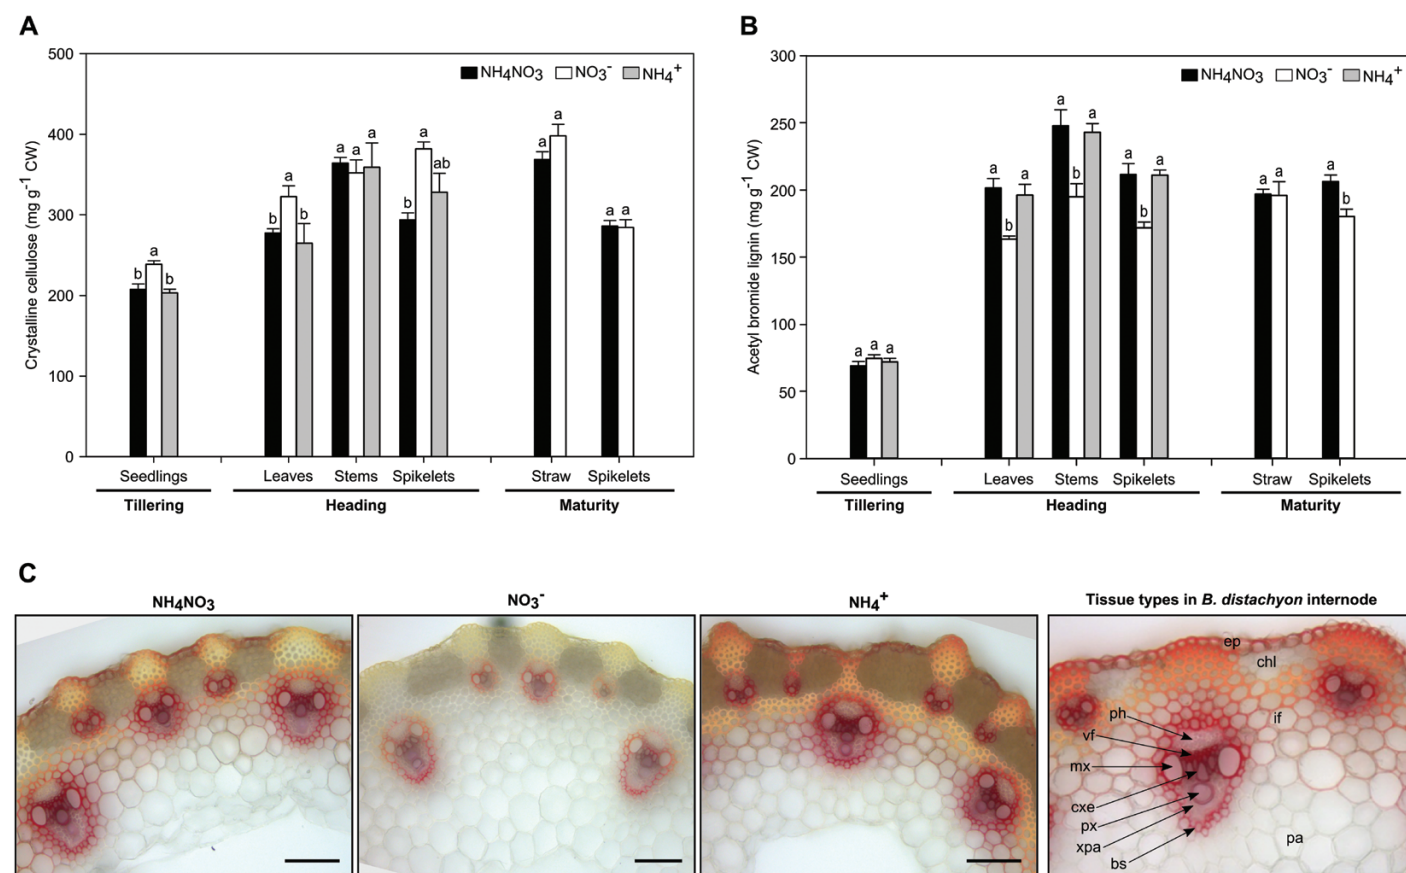 A
500
400
300
200
100
0
Crystalline cellulose (mg g⁻¹ CW)
NH4NO3 NO3⁻ NH4⁺
b a b
b a b
a a a
b a ab
a a
a a
Seedlings Leaves Stems Spikelets Straw Spikelets
Tillering Heading Maturity
B
300
250
200
150
100
50
0
Acetyl bromide lignin (mg g⁻¹ CW)
NH4NO3 NO3⁻ NH4⁺
a a a
a b a
a b a
a b a
a a
a b
Seedlings Leaves Stems Spikelets Straw Spikelets
Tillering Heading Maturity
C
NH4NO3
NO3⁻
NH4⁺
Tissue types in B. distachyon internode
ep
chl
ph
if
vf
mx
cxe
px
xpa
pa
bs